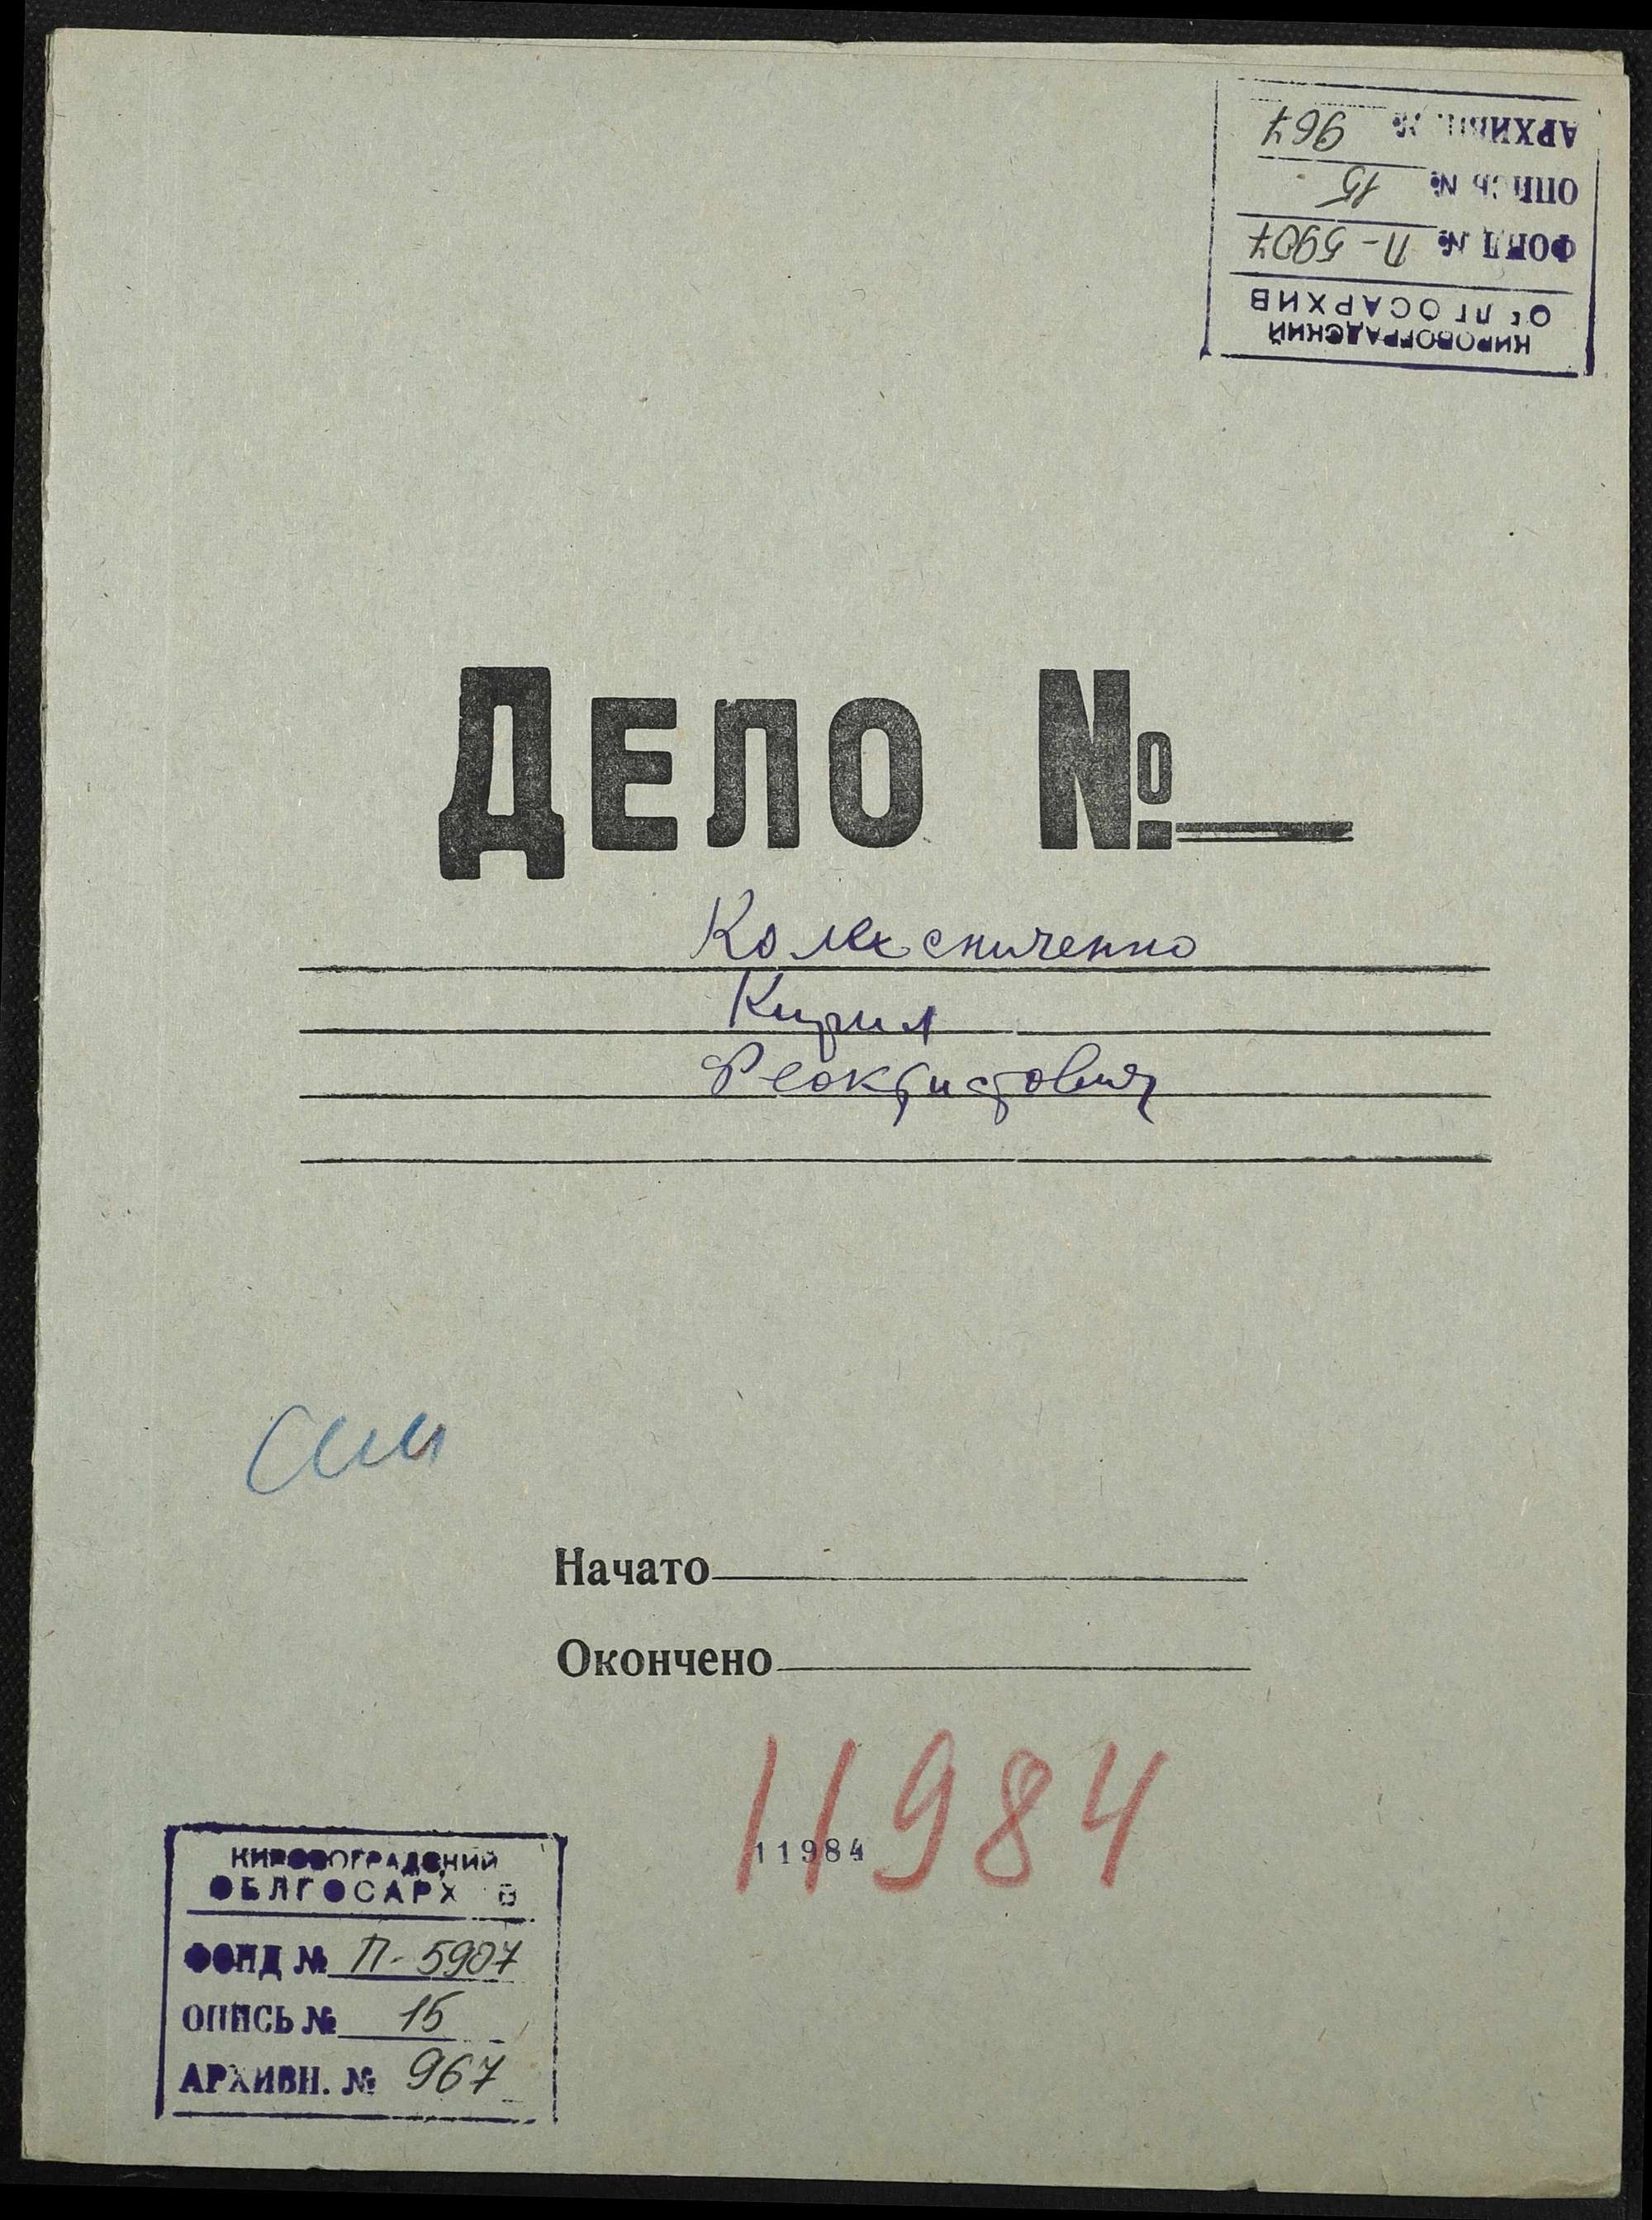 КИРОВОГРАДСКИЙ
ОБЛГОСАРХИВ
ФОНД № П-5907
ОПИСЬ № 15
АРХИВН. № 967
ДЕЛО №
Колесниченко
Кирил
Феоктистович
Начато
Окончено
11984
11984
КИРОВОГРАДСКИЙ
ОБЛГОСАРХИВ
ФОНД № П-5907
ОПИСЬ № 15
АРХИВН. № 967